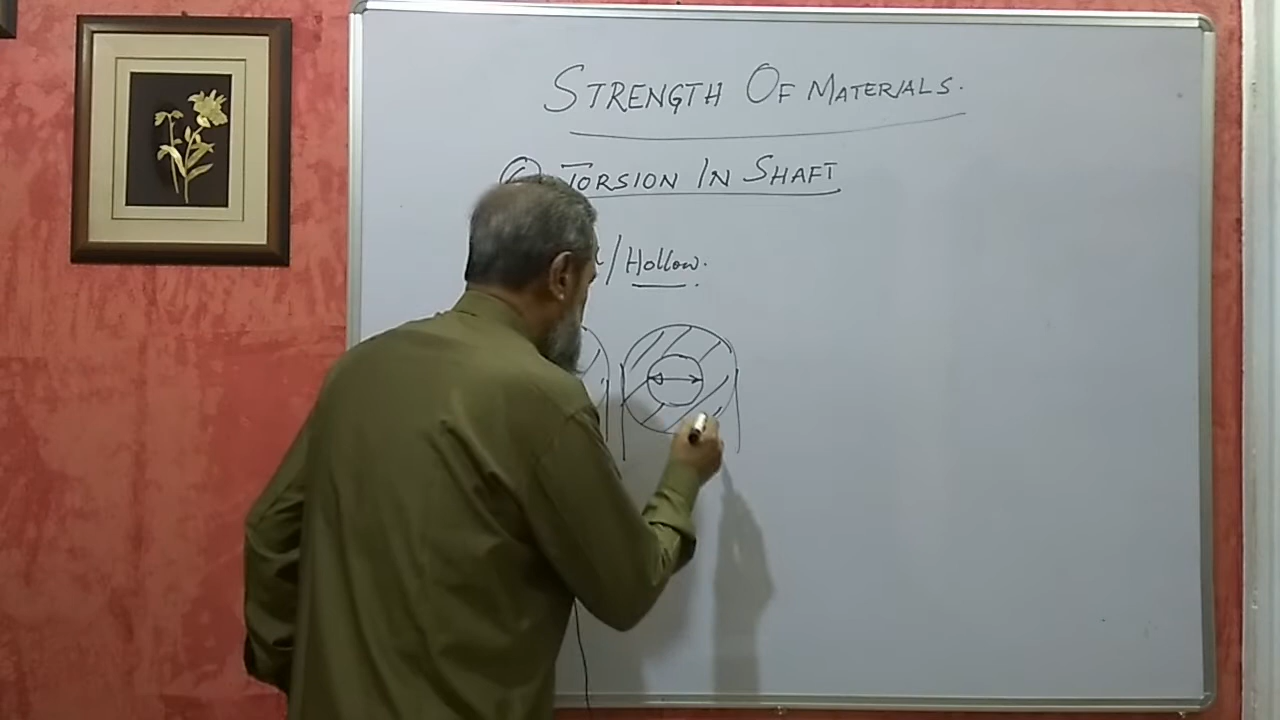 STRENGTH OF MATERIALS.
TORSION IN SHAFT
/Hollow.